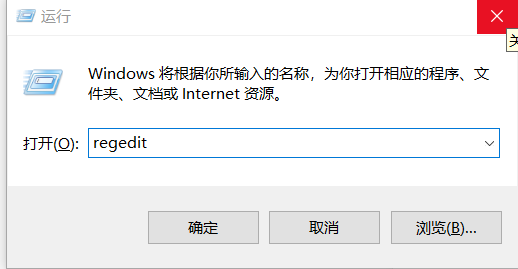 运行
Windows 将根据你所输入的名称，为你打开相应的程序、文
件夹、文档或 Internet 资源。
打开(O): regedit
确定 取消 浏览(B)...